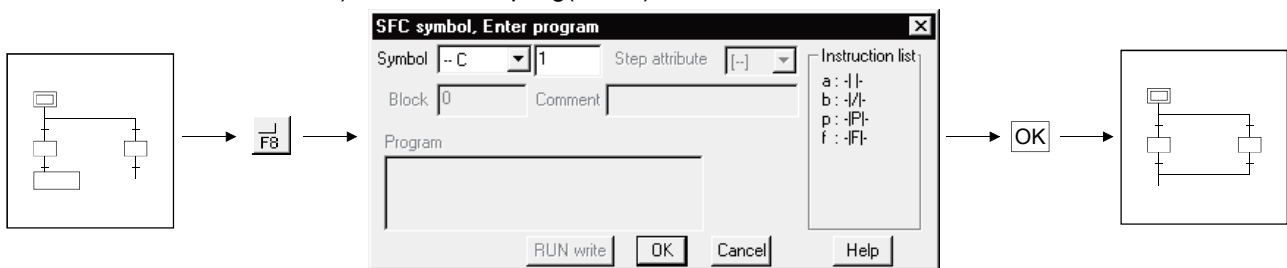 SFC symbol, Enter program
Symbol -- C 1 Step attribute [--]
Block 0 Comment
Program
Instruction list
a : -| |-
b : -|/|-
p : -|P|-
f : -|F|-
F8
OK
RUN write OK Cancel Help